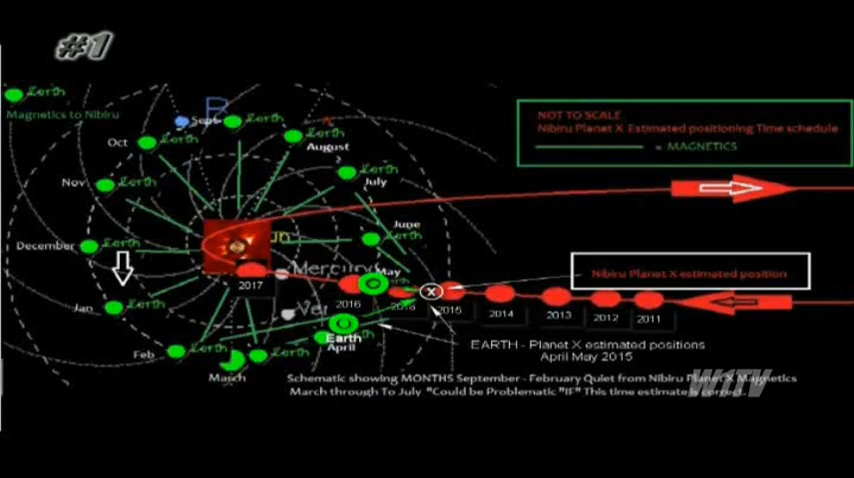 #1
Earth
Magnetics to Nibiru
Sept
Earth
Oct
Earth
Earth
August
Nov
Earth
Earth
July
December
Earth
June
Jan
Earth
Mercury
May
2017
2016
2015
2014
2013
2012
2011
Earth
April
Feb
Earth
March
Earth
NOT TO SCALE
Nibiru Planet X Estimated positioning Time schedule
= MAGNETICS
Nibiru Planet X estimated position
X
EARTH - Planet X estimated positions
April May 2015
Schematic showing MONTHS September - February Quiet from Nibiru Planet X Magnetics
March through To July "Could be Problematic "IF" This time estimate is correct.
WTV